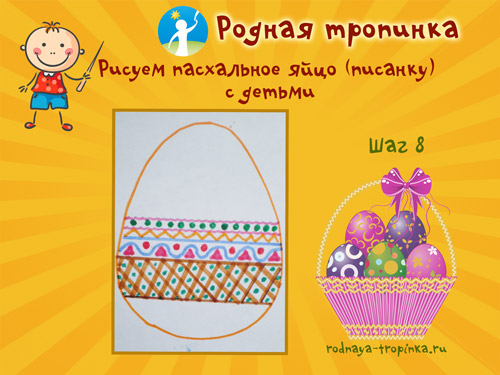 Родная тропинка
Рисуем пасхальное яйцо (писанку)
с детьми
Шаг 8
rodnaya-tropinka.ru